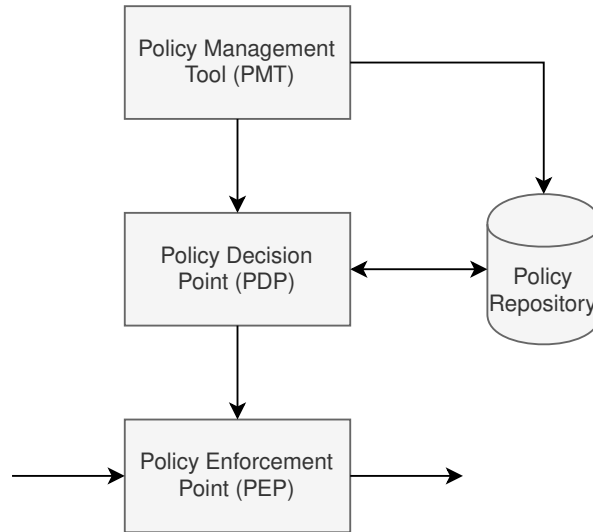 Policy Management
Tool (PMT)
Policy Decision
Point (PDP)
Policy
Repository
Policy Enforcement
Point (PEP)